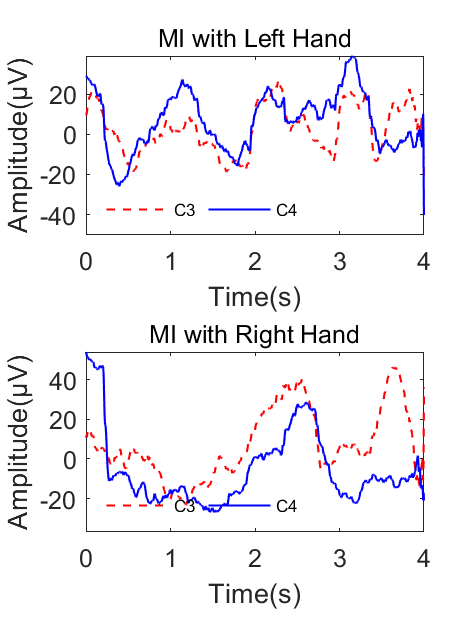 MI with Left Hand
Amplitude(μV)
20
0
-20
-40
C3 C4
0 1 2 3 4
Time(s)
MI with Right Hand
Amplitude(μV)
40
20
0
-20
C3 C4
0 1 2 3 4
Time(s)